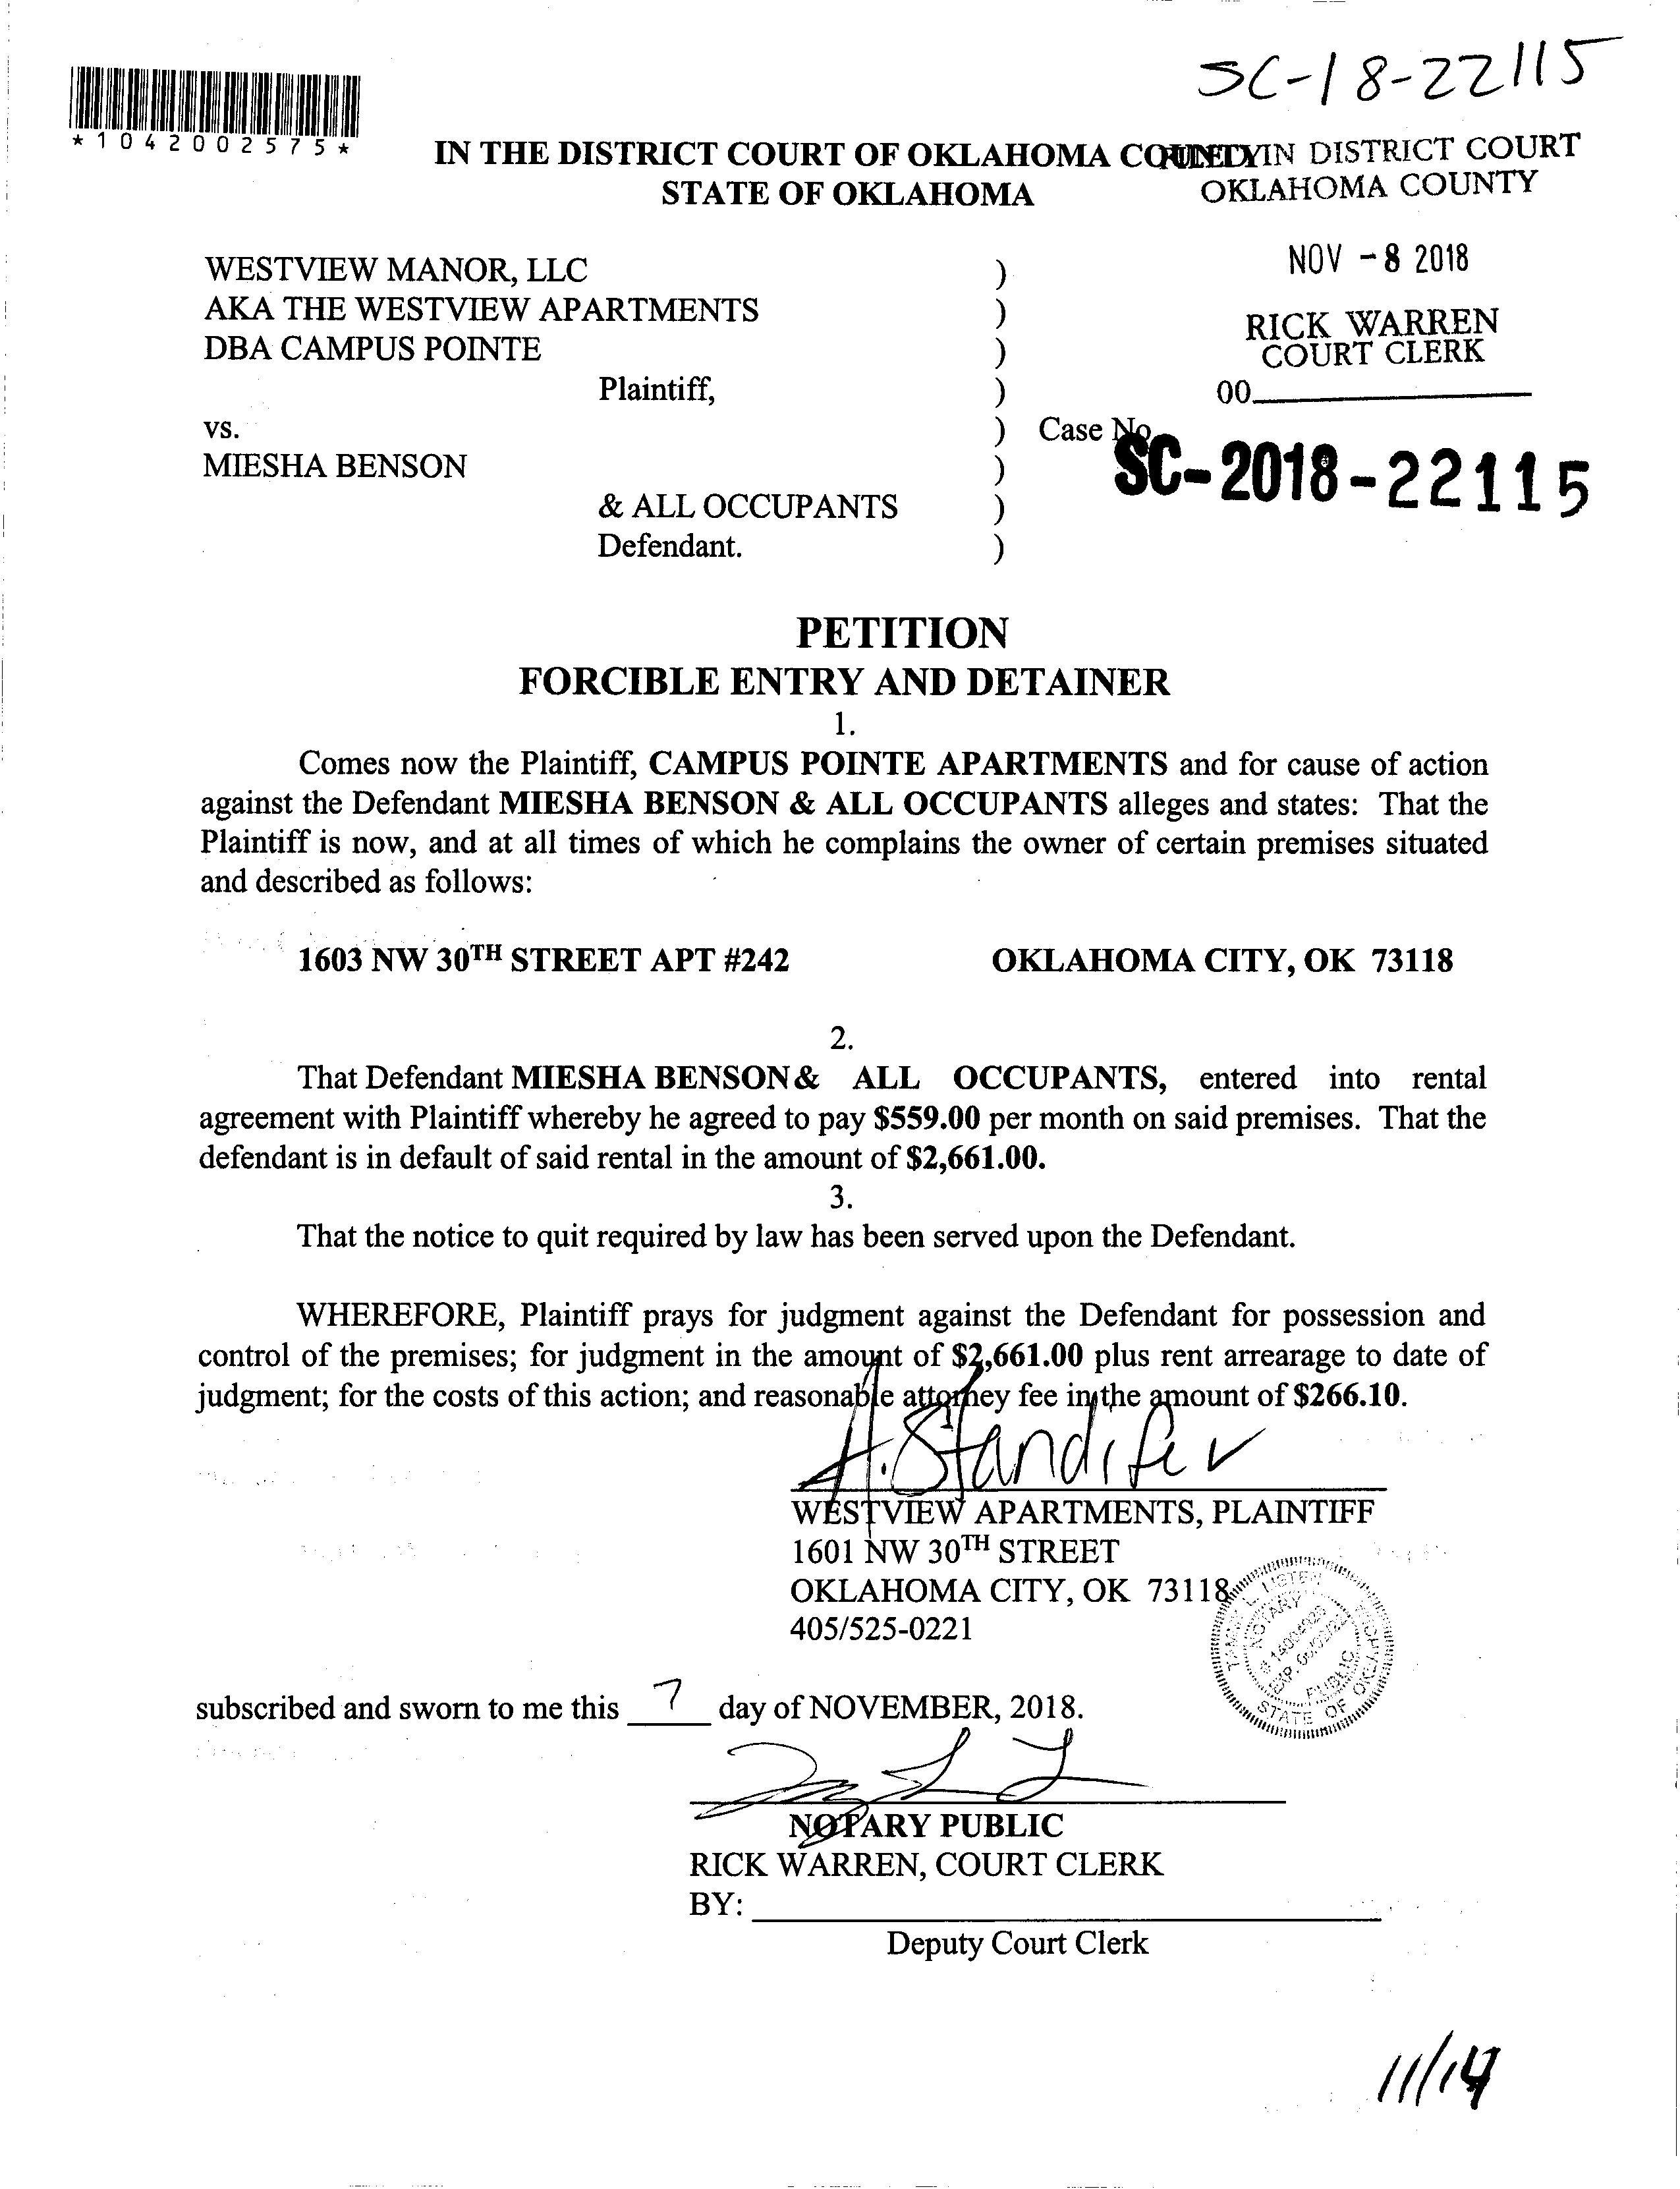 SC-18-22115
*1042002575*
IN THE DISTRICT COURT OF OKLAHOMA COUNTY
FILED IN DISTRICT COURT
STATE OF OKLAHOMA
OKLAHOMA COUNTY
NOV -8 2018
WESTVIEW MANOR, LLC )
AKA THE WESTVIEW APARTMENTS )
RICK WARREN
DBA CAMPUS POINTE )
COURT CLERK
Plaintiff, )
00
vs. ) Case No.
SC-2018-22115
MIESHA BENSON )
& ALL OCCUPANTS )
Defendant. )
PETITION
FORCIBLE ENTRY AND DETAINER
1.
Comes now the Plaintiff, CAMPUS POINTE APARTMENTS and for cause of action
against the Defendant MIESHA BENSON & ALL OCCUPANTS alleges and states: That the
Plaintiff is now, and at all times of which he complains the owner of certain premises situated
and described as follows:
1603 NW 30TH STREET APT #242 OKLAHOMA CITY, OK 73118
2.
That Defendant MIESHA BENSON& ALL OCCUPANTS, entered into rental
agreement with Plaintiff whereby he agreed to pay $559.00 per month on said premises. That the
defendant is in default of said rental in the amount of $2,661.00.
3.
That the notice to quit required by law has been served upon the Defendant.
WHEREFORE, Plaintiff prays for judgment against the Defendant for possession and
control of the premises; for judgment in the amount of $2,661.00 plus rent arrearage to date of
judgment; for the costs of this action; and reasonable attorney fee in the amount of $266.10.
A. Standifer
WESTVIEW APARTMENTS, PLAINTIFF
1601 NW 30TH STREET
OKLAHOMA CITY, OK 73118
405/525-0221
NOTARY
PUBLIC
STATE OF OKLAHOMA
subscribed and sworn to me this 7 day of NOVEMBER, 2018.
NOTARY PUBLIC
RICK WARREN, COURT CLERK
BY:
Deputy Court Clerk
11/14